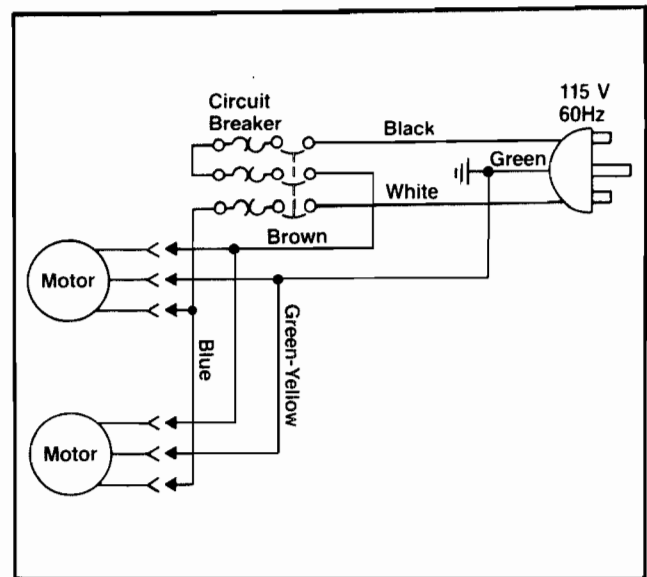 115 V
60Hz
Circuit
Breaker
Black
Green
White
Brown
Motor
Blue
Green-Yellow
Motor